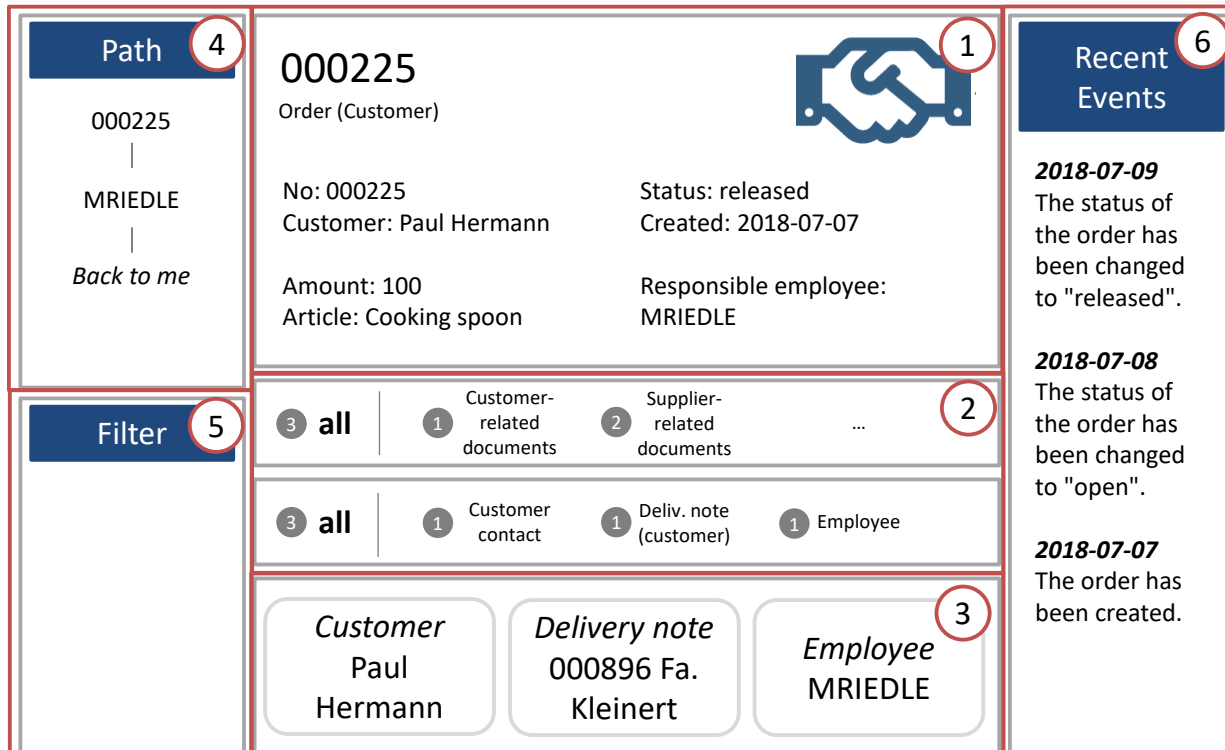 Path
4
000225
MRIEDLE
Back to me
Filter
5
1
000225
Order (Customer)
No: 000225
Customer: Paul Hermann
Amount: 100
Article: Cooking spoon
Status: released
Created: 2018-07-07
Responsible employee:
MRIEDLE
2
3 all
1
Customer-
related
documents
2
Supplier-
related
documents
...
3 all
1
Customer
contact
1
Deliv. note
(customer)
1 Employee
3
Customer
Paul
Hermann
Delivery note
000896 Fa.
Kleinert
Employee
MRIEDLE
6
Recent
Events
2018-07-09
The status of
the order has
been changed
to "released".
2018-07-08
The status of
the order has
been changed
to "open".
2018-07-07
The order has
been created.